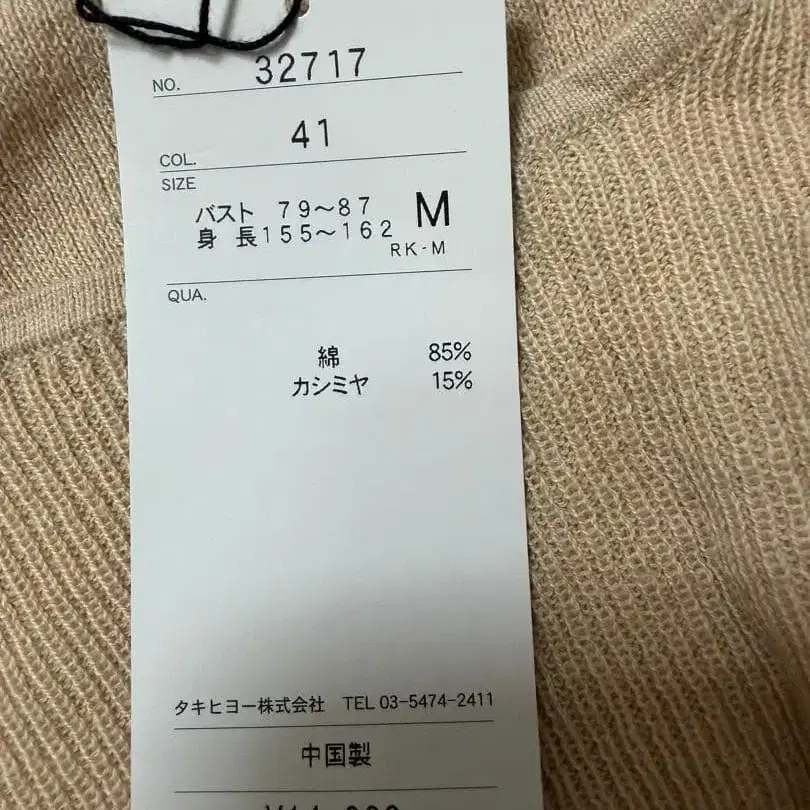 NO. 32717
COL. 41
SIZE
バスト 79〜87 M
身 長155〜162
RK-M
QUA.
綿 85%
カシミヤ 15%
タキヒヨー株式会社 TEL 03-5474-2411
中国製